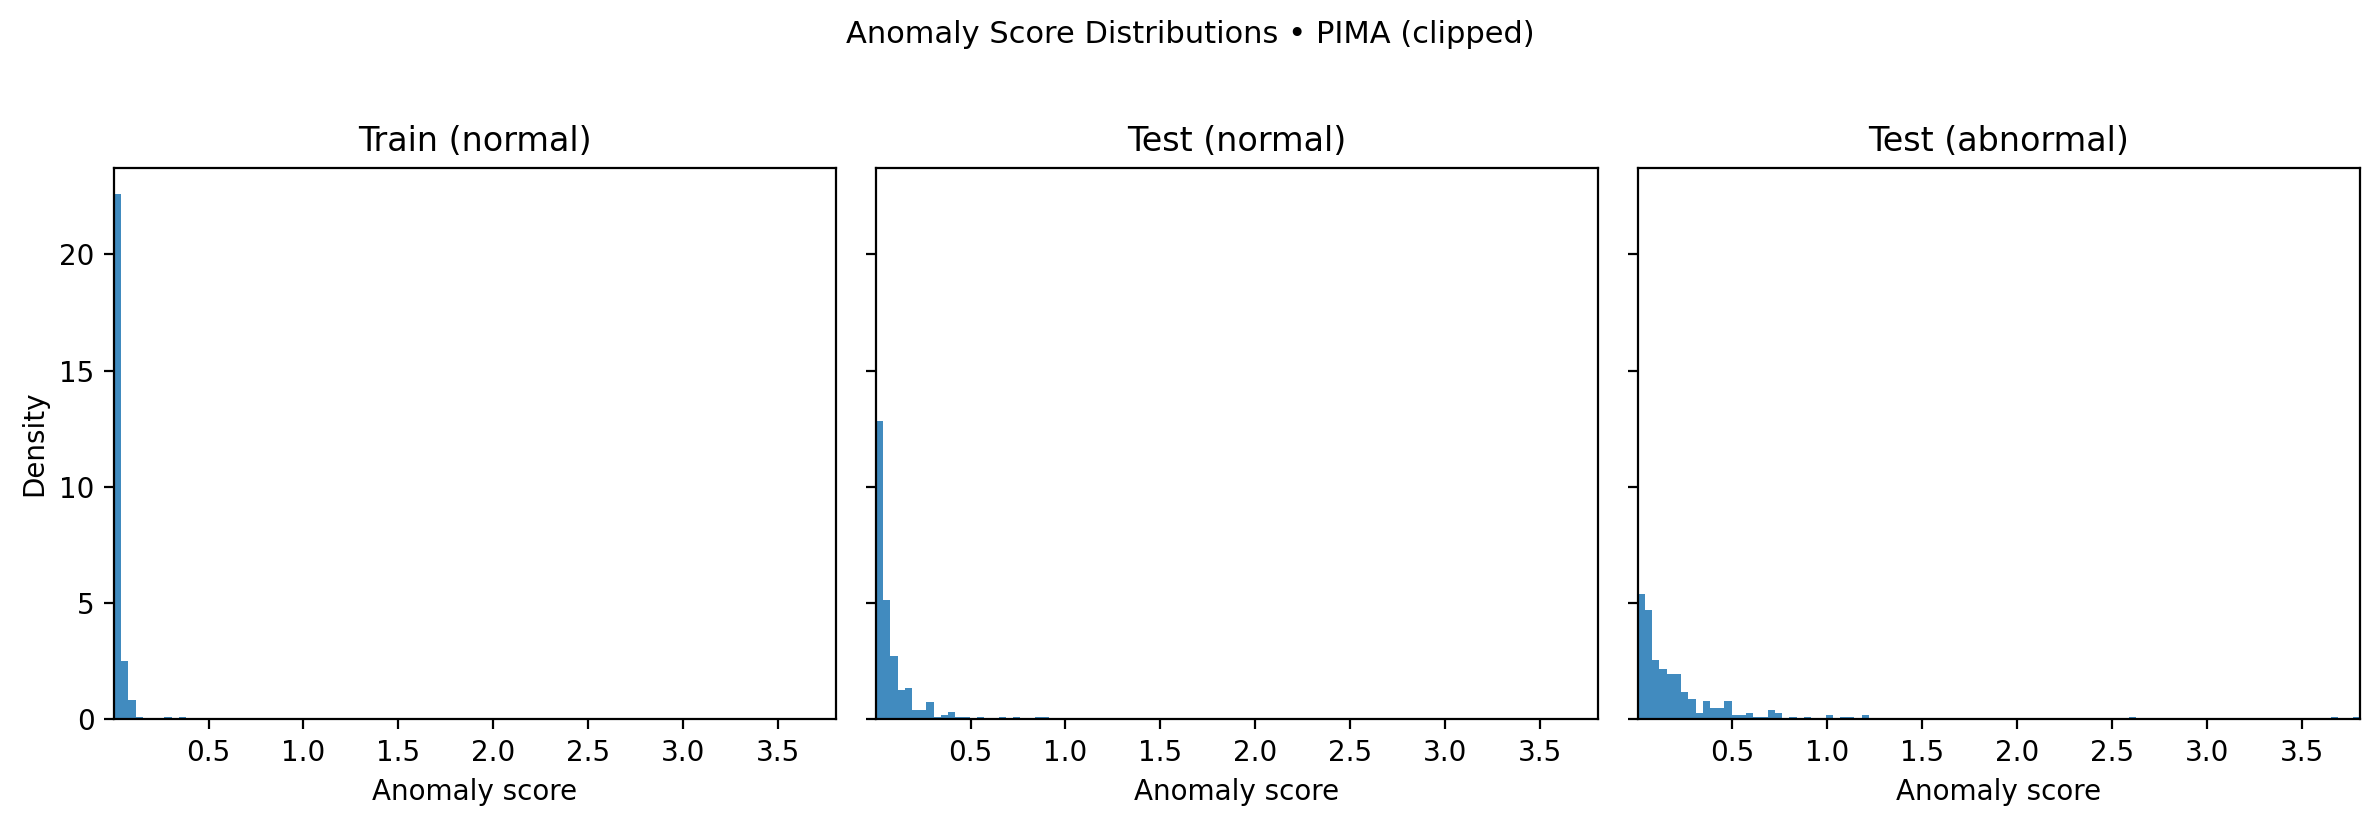 Anomaly Score Distributions • PIMA (clipped)
Train (normal)
Test (normal)
Test (abnormal)
Density
20
15
10
5
0
0.5 1.0 1.5 2.0 2.5 3.0 3.5
0.5 1.0 1.5 2.0 2.5 3.0 3.5
0.5 1.0 1.5 2.0 2.5 3.0 3.5
Anomaly score
Anomaly score
Anomaly score